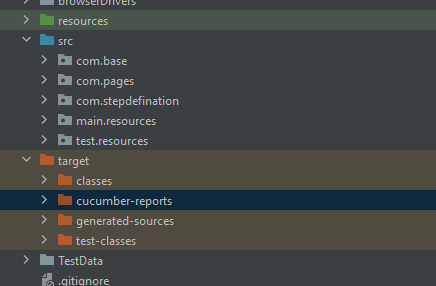 browserDrivers
resources
src
com.base
com.pages
com.stepdefination
main.resources
test.resources
target
classes
cucumber-reports
generated-sources
test-classes
TestData
.gitignore